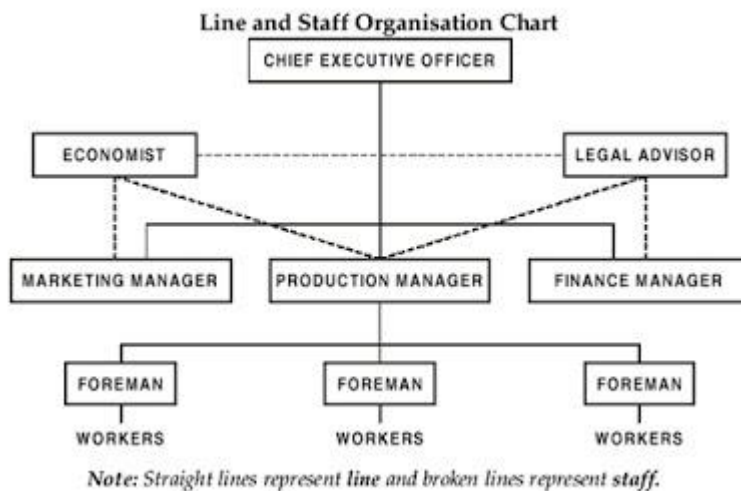 Line and Staff Organisation Chart
CHIEF EXECUTIVE OFFICER
ECONOMIST
LEGAL ADVISOR
MARKETING MANAGER
PRODUCTION MANAGER
FINANCE MANAGER
FOREMAN
FOREMAN
FOREMAN
WORKERS
WORKERS
WORKERS
Note: Straight lines represent line and broken lines represent staff.